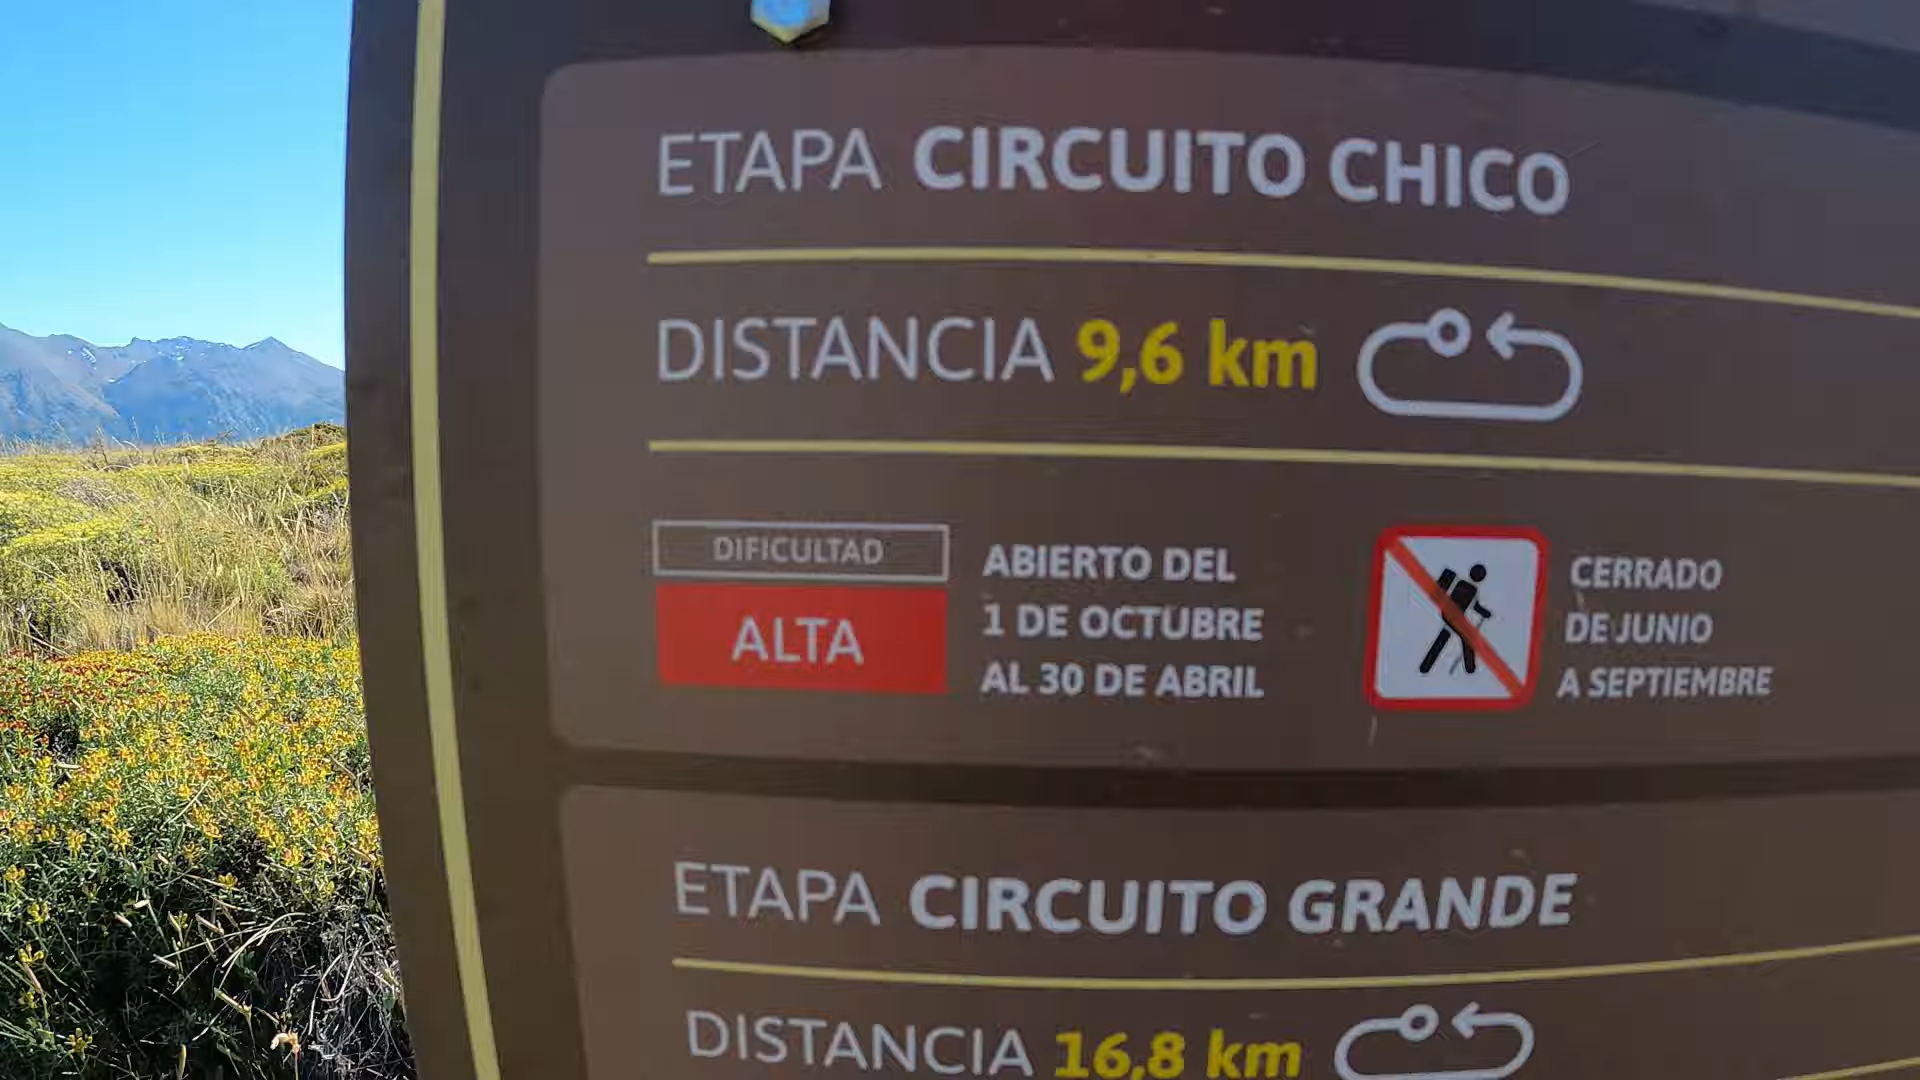 ETAPA CIRCUITO CHICO
DISTANCIA 9,6 km
DIFICULTAD
ALTA
ABIERTO DEL
1 DE OCTUBRE
AL 30 DE ABRIL
CERRADO
DE JUNIO
A SEPTIEMBRE
ETAPA CIRCUITO GRANDE
DISTANCIA 16,8 km